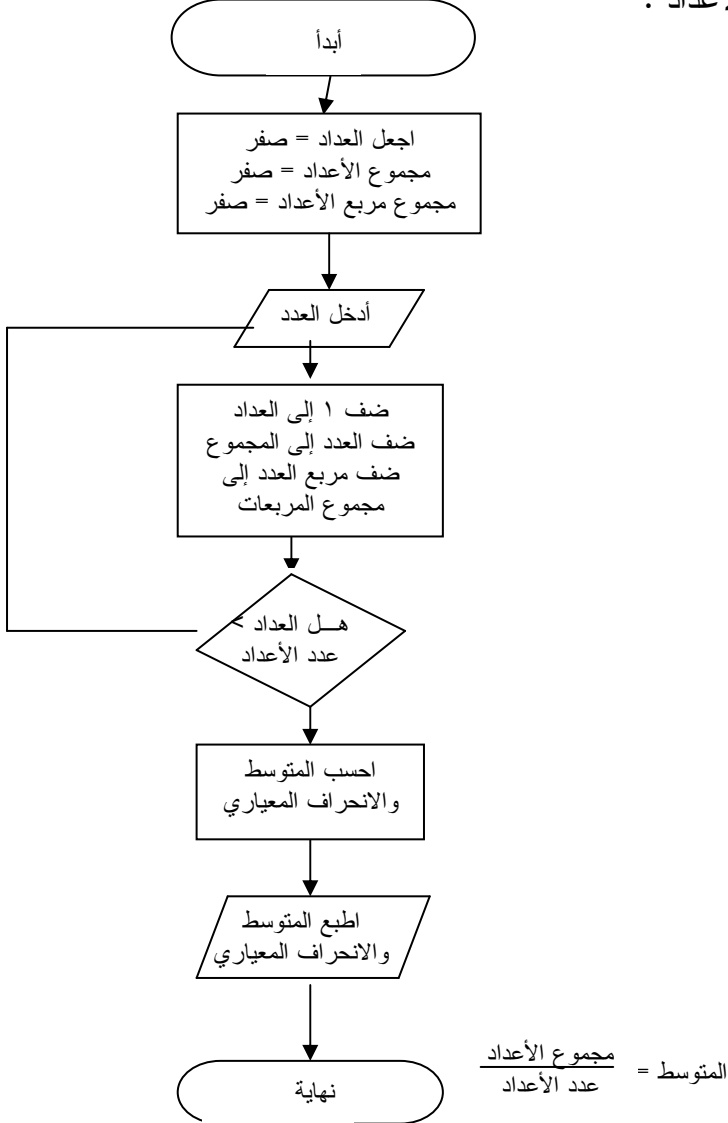 الأعداد :
أبدأ
اجعل العداد = صفر
مجموع الأعداد = صفر
مجموع مربع الأعداد = صفر
أدخل العدد
ضف ١ إلى العداد
ضف العدد إلى المجموع
ضف مربع العدد إلى
مجموع المربعات
هــل العداد >
عدد الأعداد
احسب المتوسط
والانحراف المعياري
اطبع المتوسط
والانحراف المعياري
نهاية
المتوسط = مجموع الأعداد
عدد الأعداد